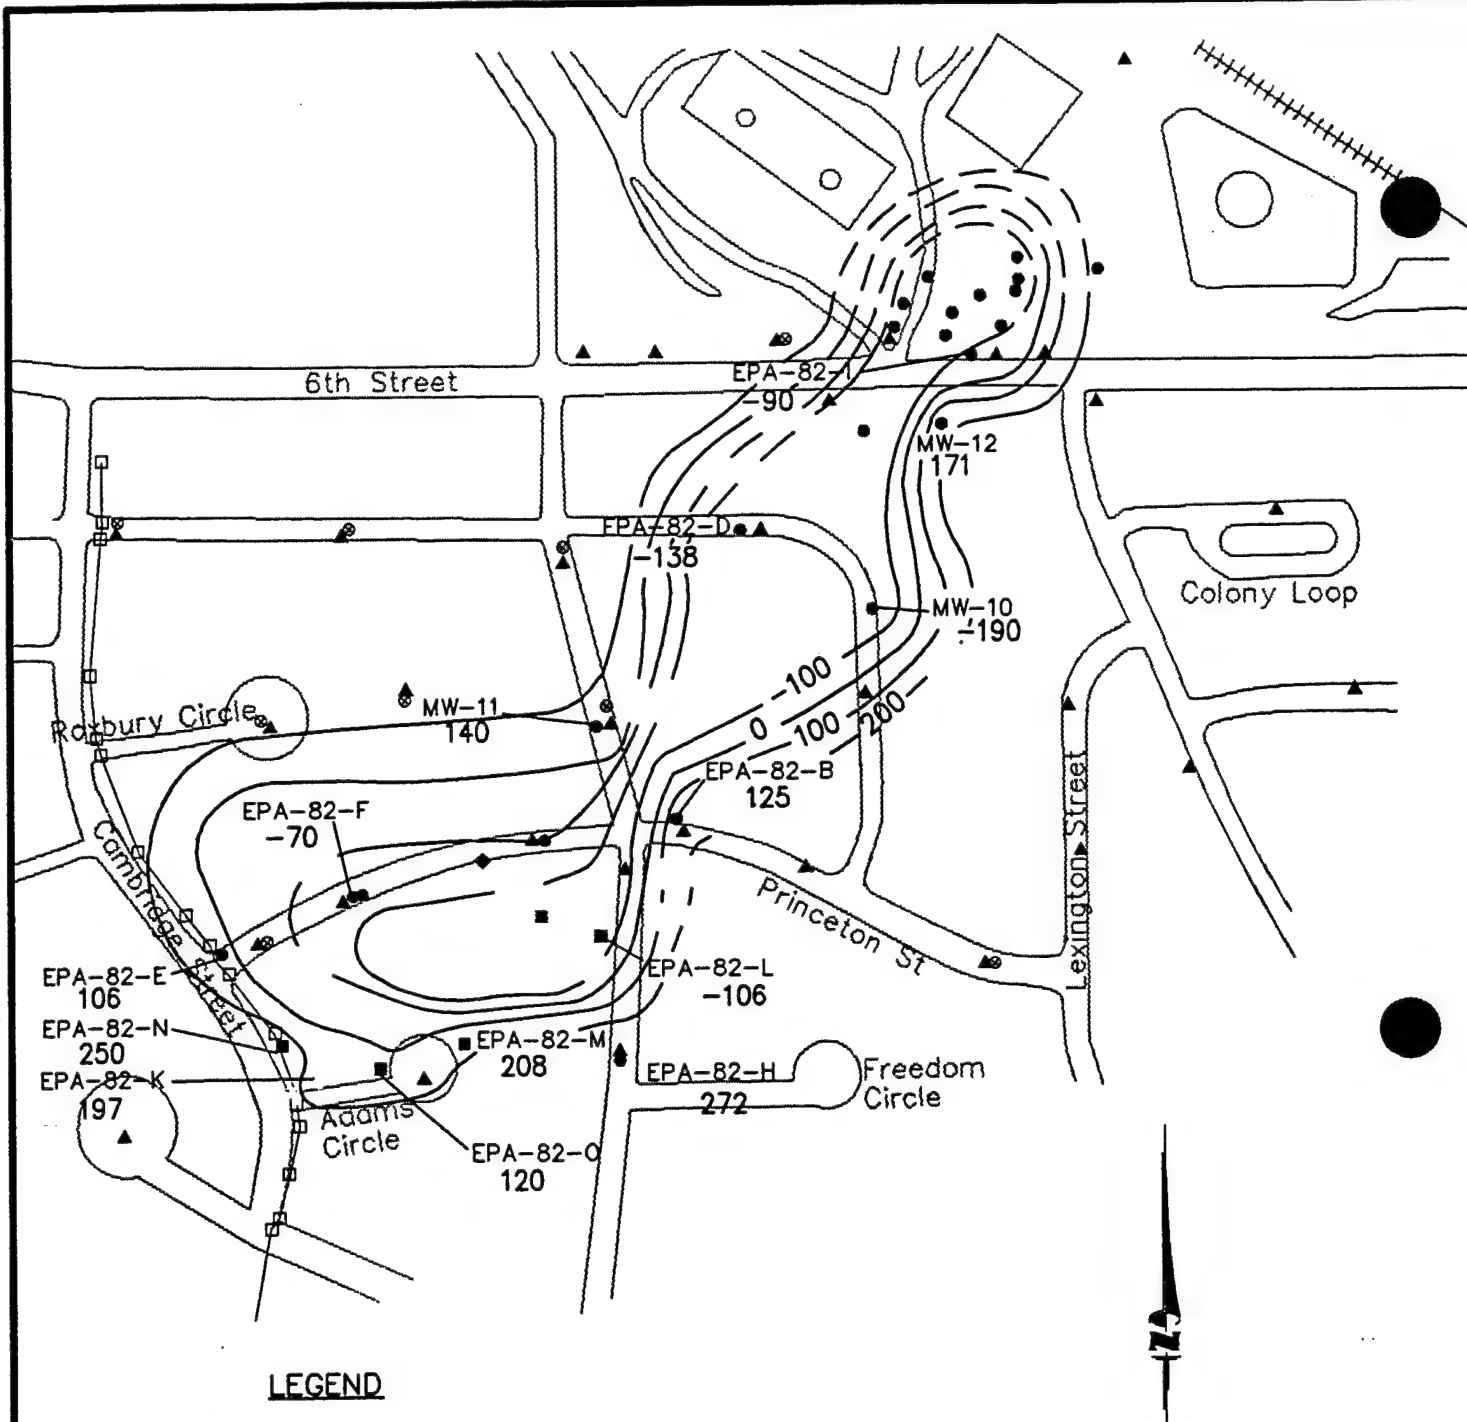 6th Street
EPA-82-I
-90
MW-12
171
EPA-82-D
-138
Colony Loop
MW-10
-190
-100
0
100
200
Roxbury Circle
MW-11
140
EPA-82-B
125
EPA-82-F
-70
Cambridge Street
Princeton St
Lexington Street
EPA-82-E
106
EPA-82-L
-106
EPA-82-N
250
EPA-82-M
208
EPA-82-K
197
EPA-82-H
272
Freedom
Circle
Adams
Circle
EPA-82-O
120
N
LEGEND